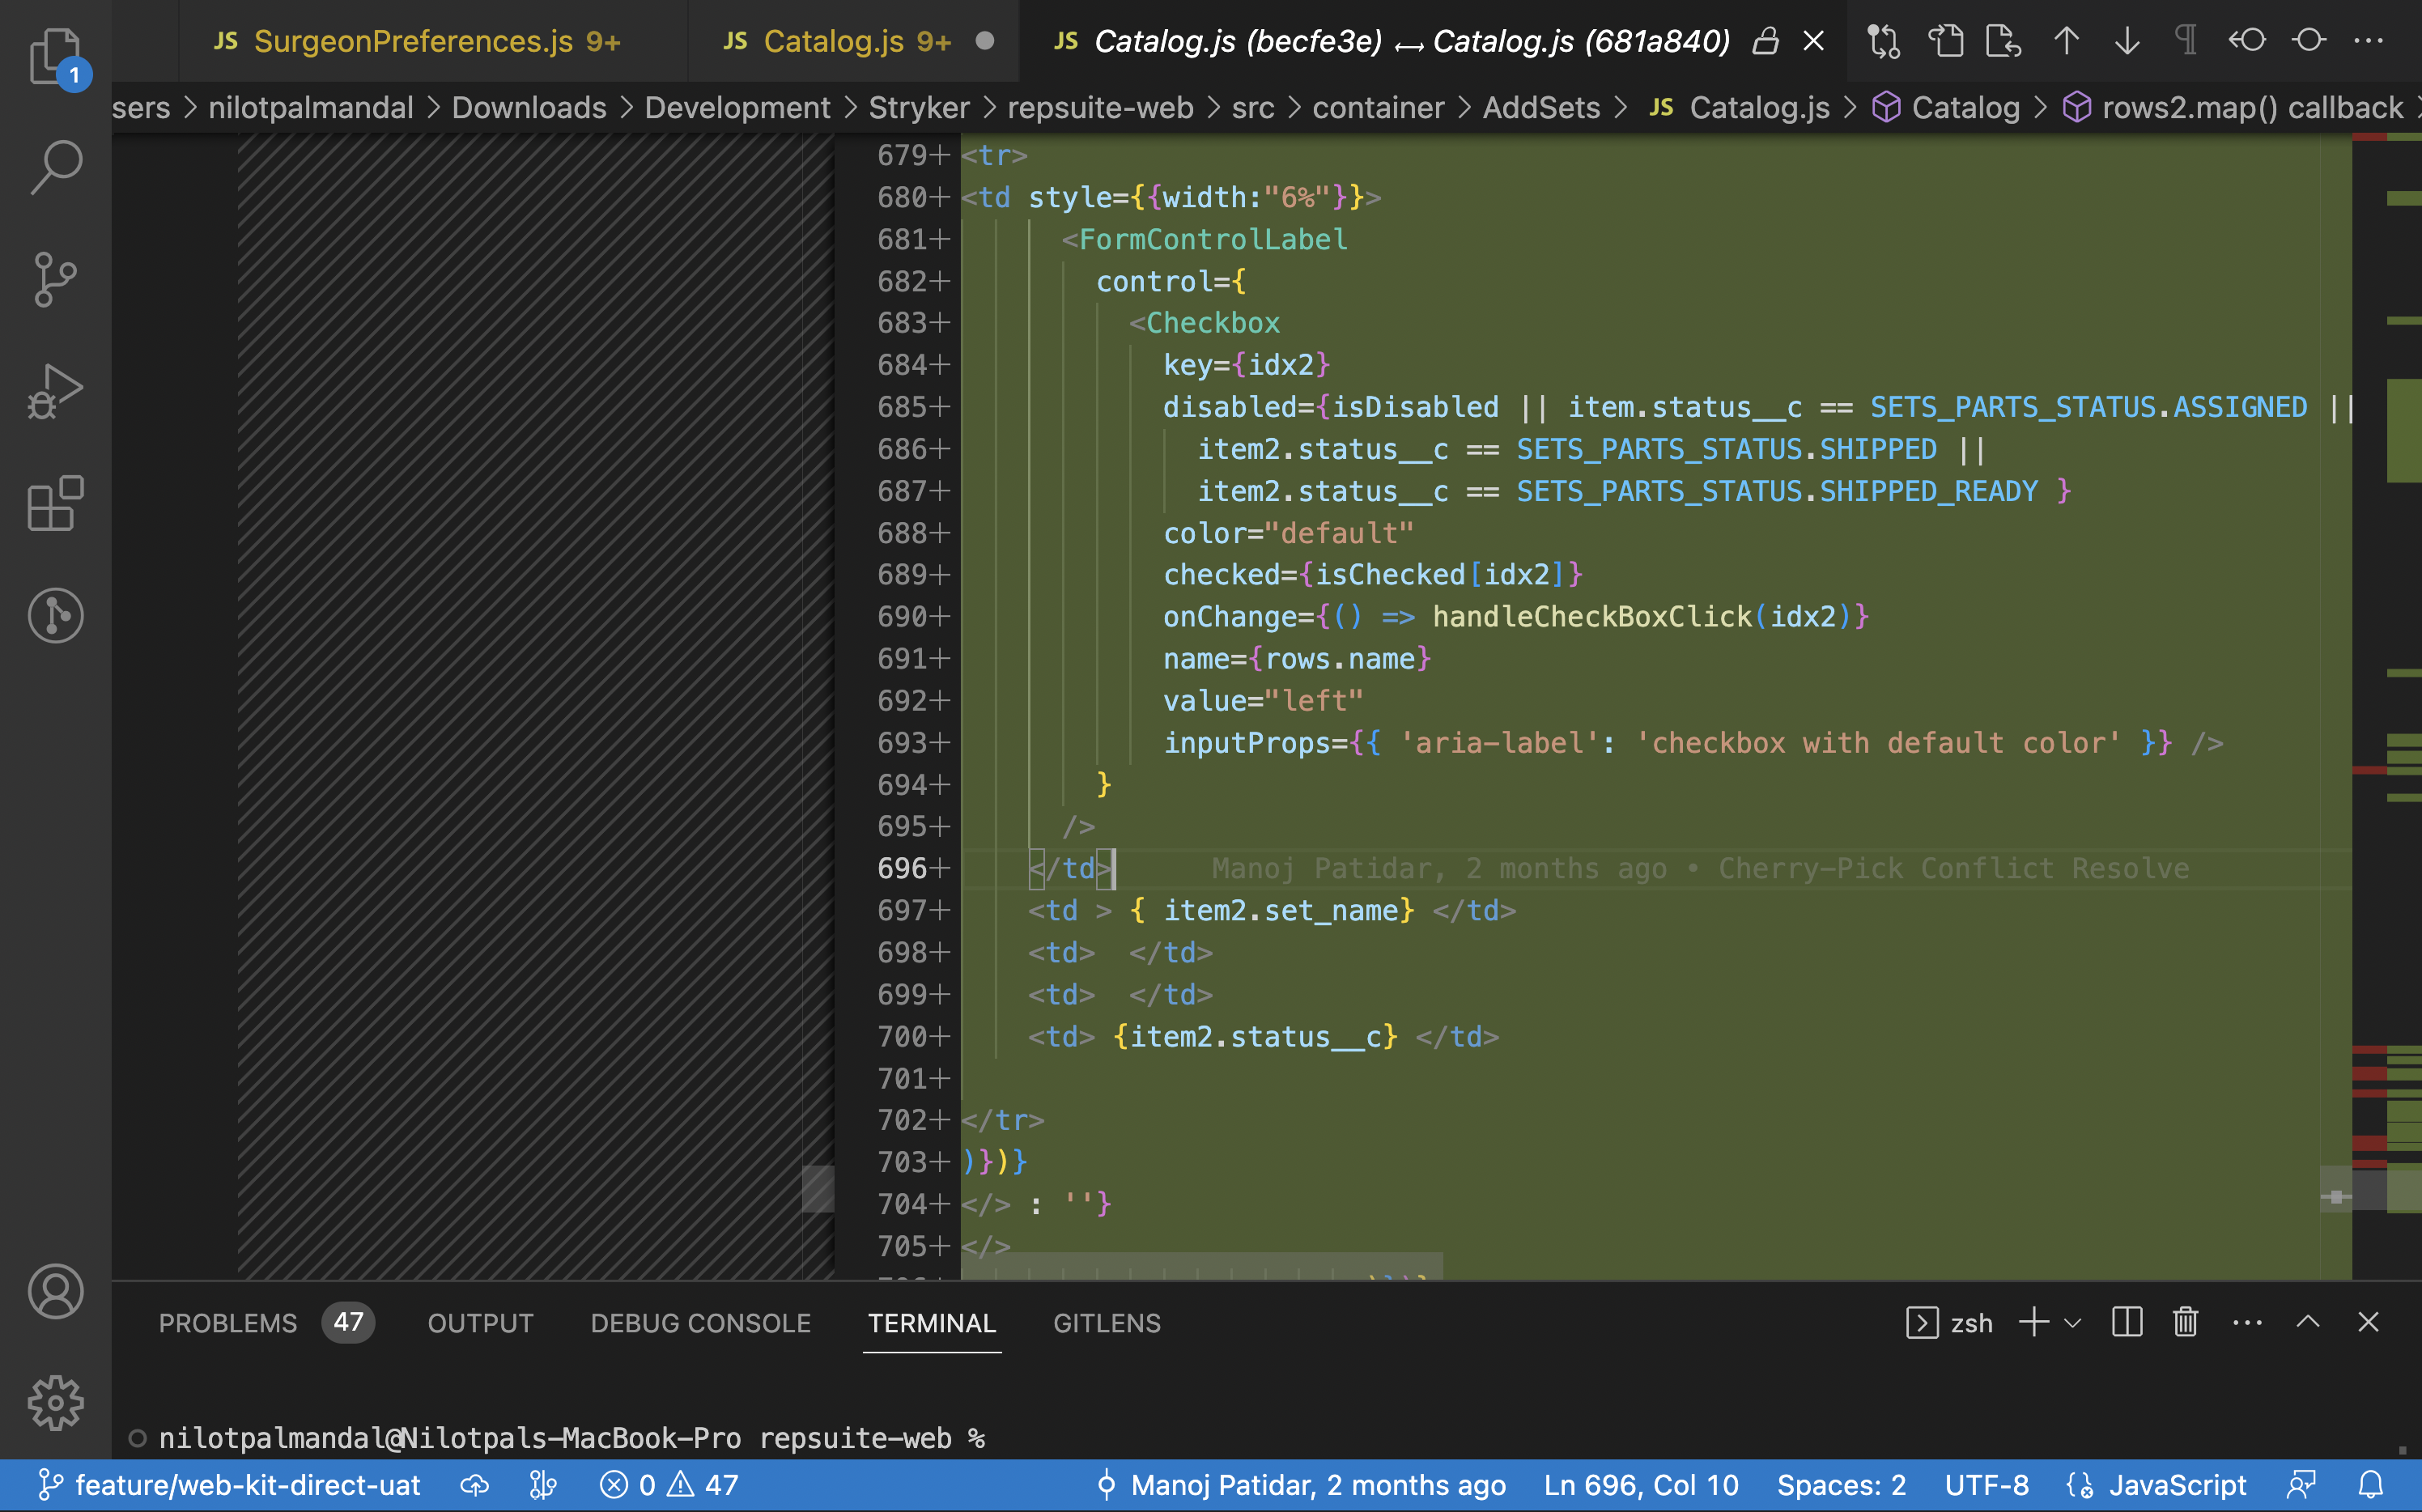 JS SurgeonPreferences.js 9+ JS Catalog.js 9+ JS Catalog.js (becfe3e) ↔ Catalog.js (681a840)
1
sers > nilotpalmandal > Downloads > Development > Stryker > repsuite-web > src > container > AddSets > JS Catalog.js > Catalog > rows2.map() callback >
679+ <tr>
680+ <td style={{width:"6%"}}>
681+ <FormControlLabel
682+ control={
683+ <Checkbox
684+ key={idx2}
685+ disabled={isDisabled || item.status__c == SETS_PARTS_STATUS.ASSIGNED ||
686+ item2.status__c == SETS_PARTS_STATUS.SHIPPED ||
687+ item2.status__c == SETS_PARTS_STATUS.SHIPPED_READY }
688+ color="default"
689+ checked={isChecked[idx2]}
690+ onChange={() => handleCheckBoxClick(idx2)}
691+ name={rows.name}
692+ value="left"
693+ inputProps={{ 'aria-label': 'checkbox with default color' }} />
694+ }
695+ />
696+ </td> Manoj Patidar, 2 months ago • Cherry-Pick Conflict Resolve
697+ <td > { item2.set_name} </td>
698+ <td> </td>
699+ <td> </td>
700+ <td> {item2.status__c} </td>
701+
702+ </tr>
703+ )})}
704+ </> : ''}
705+ </>
PROBLEMS 47 OUTPUT DEBUG CONSOLE TERMINAL GITLENS zsh
nilotpalmandal@Nilotpals-MacBook-Pro repsuite-web %
feature/web-kit-direct-uat 0 47 Manoj Patidar, 2 months ago Ln 696, Col 10 Spaces: 2 UTF-8 JavaScript